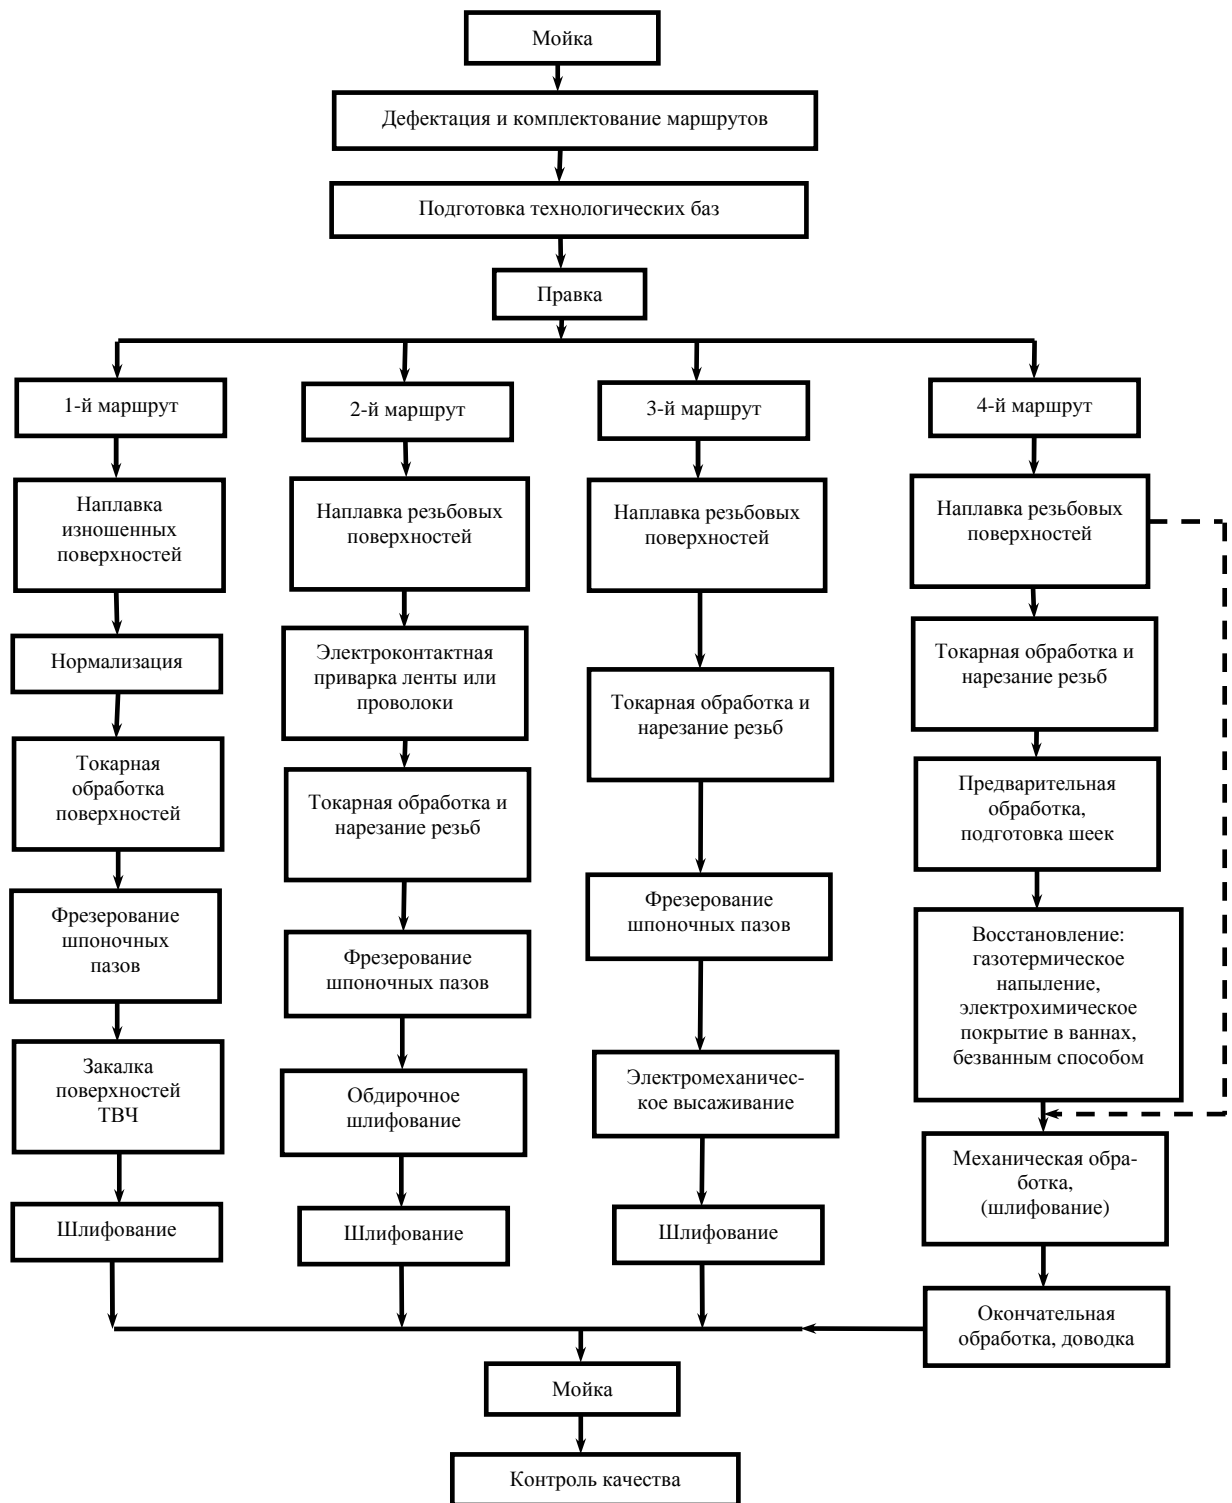 Мойка
Дефектация и комплектование маршрутов
Подготовка технологических баз
Правка
1-й маршрут
Наплавка
изношенных
поверхностей
Нормализация
Токарная
обработка
поверхностей
Фрезерование
шпоночных
пазов
Закалка
поверхностей
ТВЧ
Шлифование
2-й маршрут
Наплавка резьбовых
поверхностей
Электроконтактная
приварка ленты или
проволоки
Токарная обработка и
нарезание резьб
Фрезерование
шпоночных пазов
Обдирочное
шлифование
Шлифование
3-й маршрут
Наплавка резьбовых
поверхностей
Токарная обработка и
нарезание резьб
Фрезерование
шпоночных пазов
Электромеханичес-
кое высаживание
Шлифование
4-й маршрут
Наплавка резьбовых
поверхностей
Токарная обработка и
нарезание резьб
Предварительная
обработка,
подготовка шеек
Восстановление:
газотермическое
напыление,
электрохимическое
покрытие в ваннах,
безванным способом
Механическая обра-
ботка,
(шлифование)
Окончательная
обработка, доводка
Мойка
Контроль качества